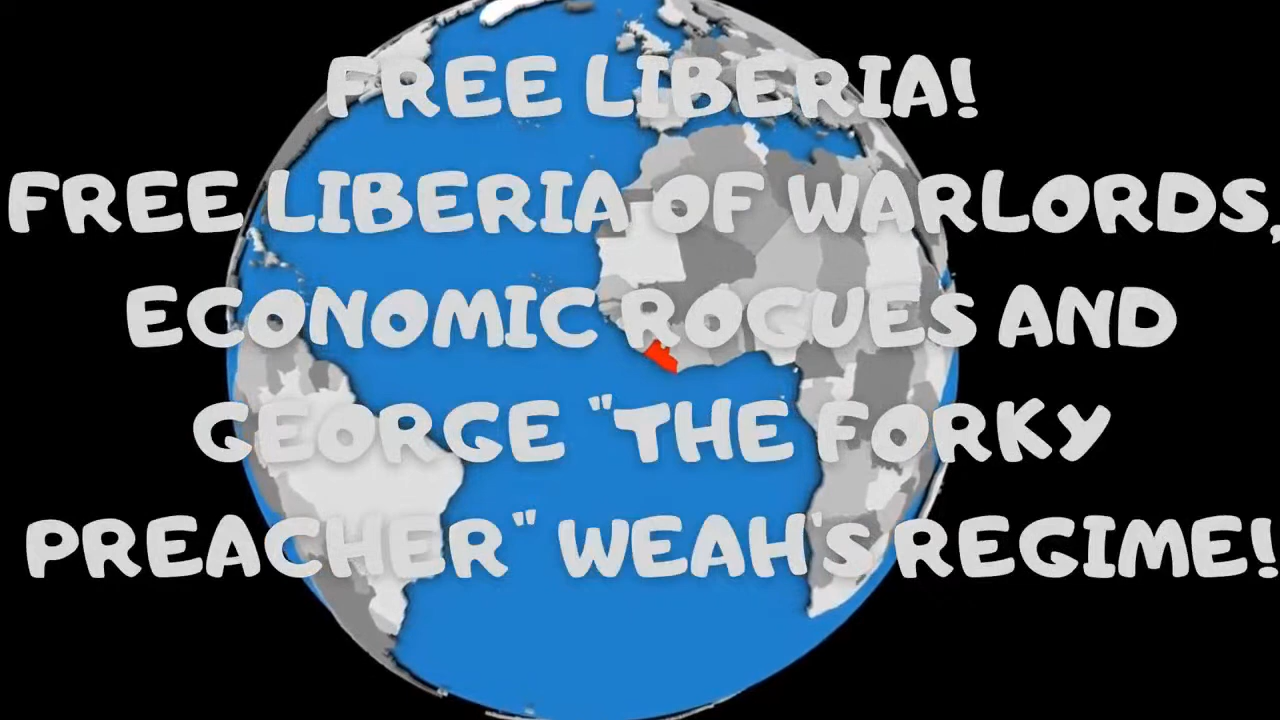 FREE LIBERIA!
FREE LIBERIA OF WARLORDS,
ECONOMIC ROGUES AND
GEORGE "THE FORKY
PREACHER" WEAH'S REGIME!